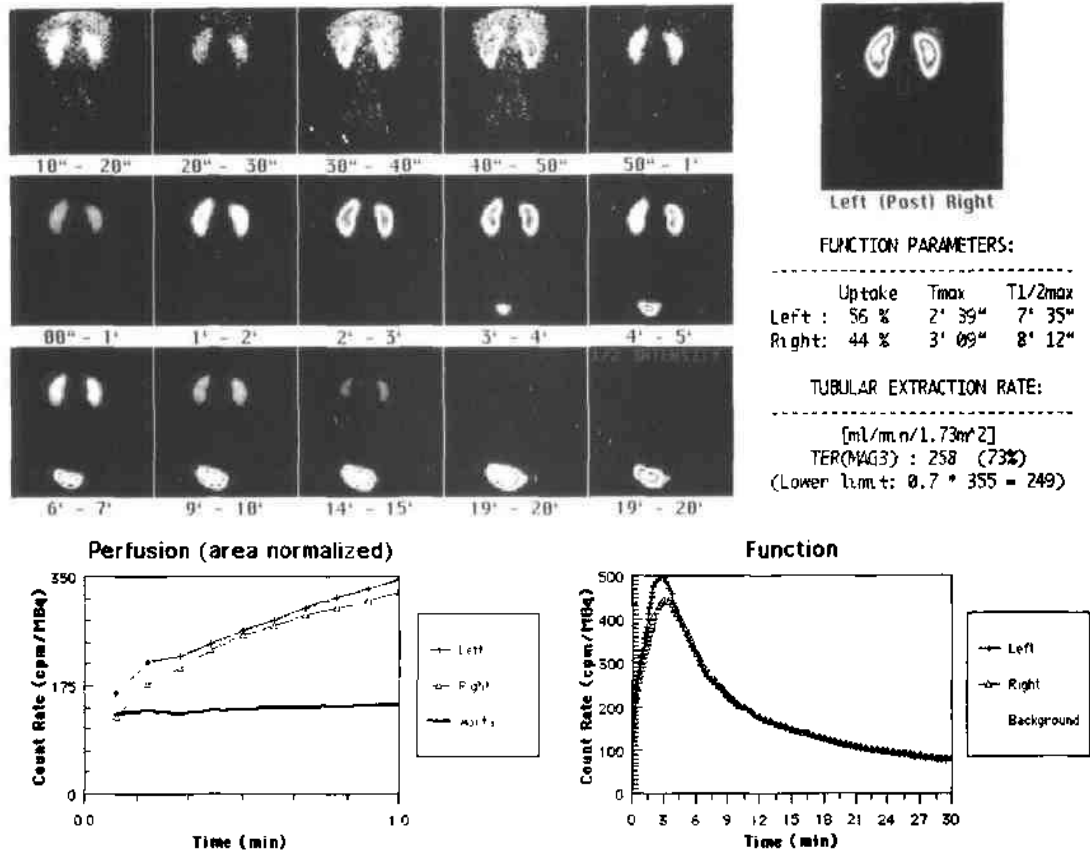 10" - 20"
20" - 30"
30" - 40"
40" - 50"
50" - 1'
Left (Post) Right
00" - 1'
1' - 2'
2' - 3'
3' - 4'
4' - 5'
1/2 INTENSITY
6' - 7'
9' - 10'
14' - 15'
19' - 20'
19' - 20'
FUNCTION PARAMETERS:
Uptake Tmax T1/2max
Left : 56 % 2' 39" 7' 35"
Right: 44 % 3' 09" 8' 12"
TUBULAR EXTRACTION RATE:
[ml/min/1.73m^2]
TER(MAG3) : 258 (73%)
(Lower limit: 0.7 * 355 = 249)
Perfusion (area normalized)
Count Rate (cpm/MBq)
350
175
0
0.0
1.0
Time (min)
Left
Right
Aorta
Function
Count Rate (cpm/MBq)
500
400
300
200
100
0
0 3 6 9 12 15 18 21 24 27 30
Time (min)
Left
Right
Background